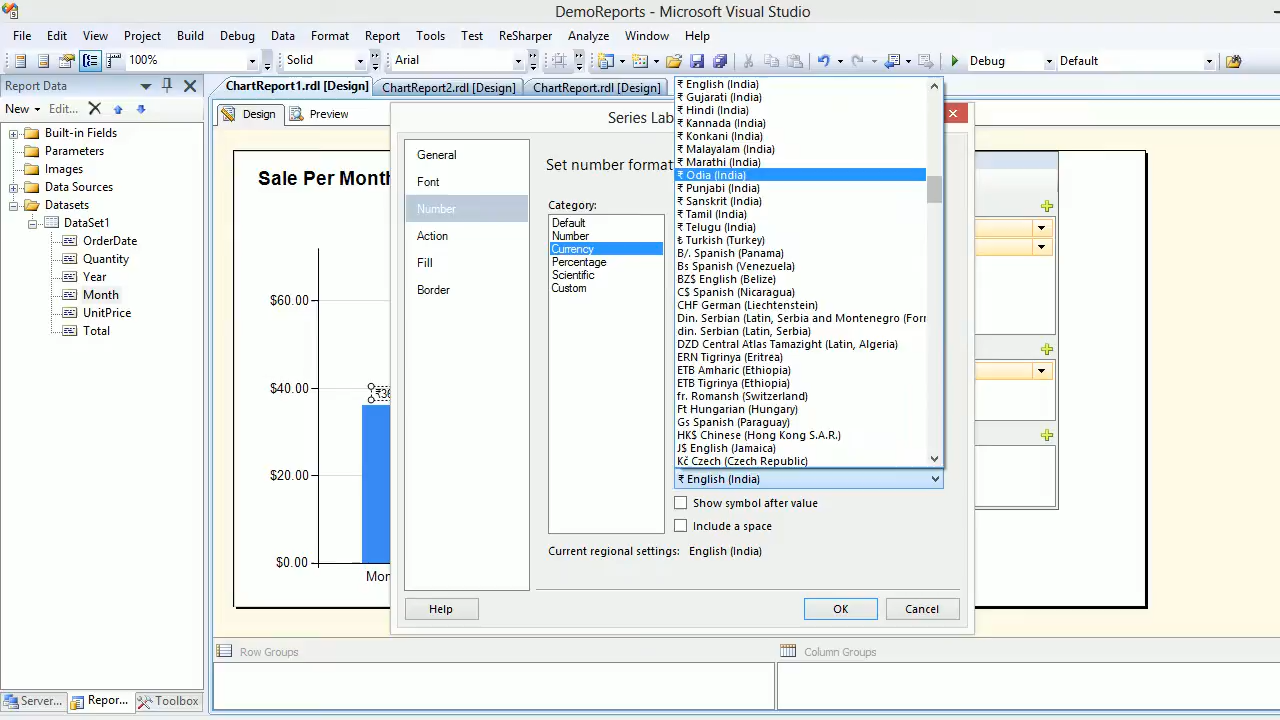 DemoReports - Microsoft Visual Studio
File Edit View Project Build Debug Data Format Report Tools Test ReSharper Analyze Window Help
100% Solid Arial Debug Default
Report Data
ChartReport1.rdl [Design] ChartReport2.rdl [Design] ChartReport.rdl [Design]
New Edit...
Design Preview
Built-in Fields
Parameters
Images
Data Sources
Datasets
DataSet1
OrderDate
Quantity
Year
Month
UnitPrice
Total
Sale Per Month
$60.00
$40.00
$20.00
$0.00
₹36
Series Lab
General
Font
Number
Action
Fill
Border
Set number format
Category:
Default
Number
Currency
Percentage
Scientific
Custom
₹ English (India)
₹ Gujarati (India)
₹ Hindi (India)
₹ Kannada (India)
₹ Konkani (India)
₹ Malayalam (India)
₹ Marathi (India)
₹ Odia (India)
₹ Punjabi (India)
₹ Sanskrit (India)
₹ Tamil (India)
₹ Telugu (India)
₺ Turkish (Turkey)
B/. Spanish (Panama)
Bs Spanish (Venezuela)
BZ$ English (Belize)
C$ Spanish (Nicaragua)
CHF German (Liechtenstein)
Din. Serbian (Latin, Serbia and Montenegro (Forr
din. Serbian (Latin, Serbia)
DZD Central Atlas Tamazight (Latin, Algeria)
ERN Tigrinya (Eritrea)
ETB Amharic (Ethiopia)
ETB Tigrinya (Ethiopia)
fr. Romansh (Switzerland)
Ft Hungarian (Hungary)
Gs Spanish (Paraguay)
HK$ Chinese (Hong Kong S.A.R.)
J$ English (Jamaica)
Kč Czech (Czech Republic)
₹ English (India)
Show symbol after value
Include a space
Current regional settings: English (India)
Help OK Cancel
Row Groups Column Groups
Server... Repor... Toolbox